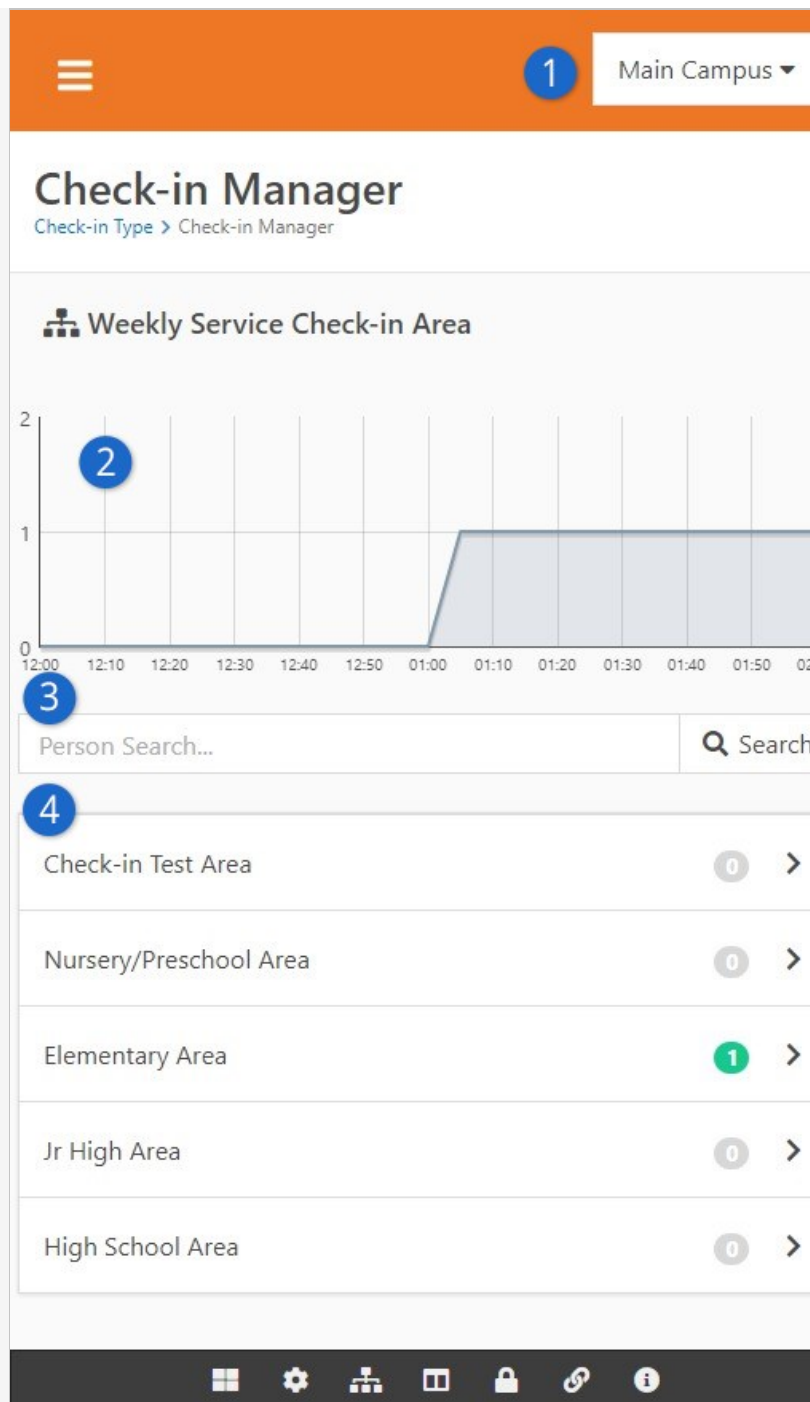 1 Main Campus
Check-in Manager
Check-in Type > Check-in Manager
Weekly Service Check-in Area
2
2
1
0
12:00 12:10 12:20 12:30 12:40 12:50 01:00 01:10 01:20 01:30 01:40 01:50 02
3
Person Search... Search
4
Check-in Test Area 0
Nursery/Preschool Area 0
Elementary Area 1
Jr High Area 0
High School Area 0